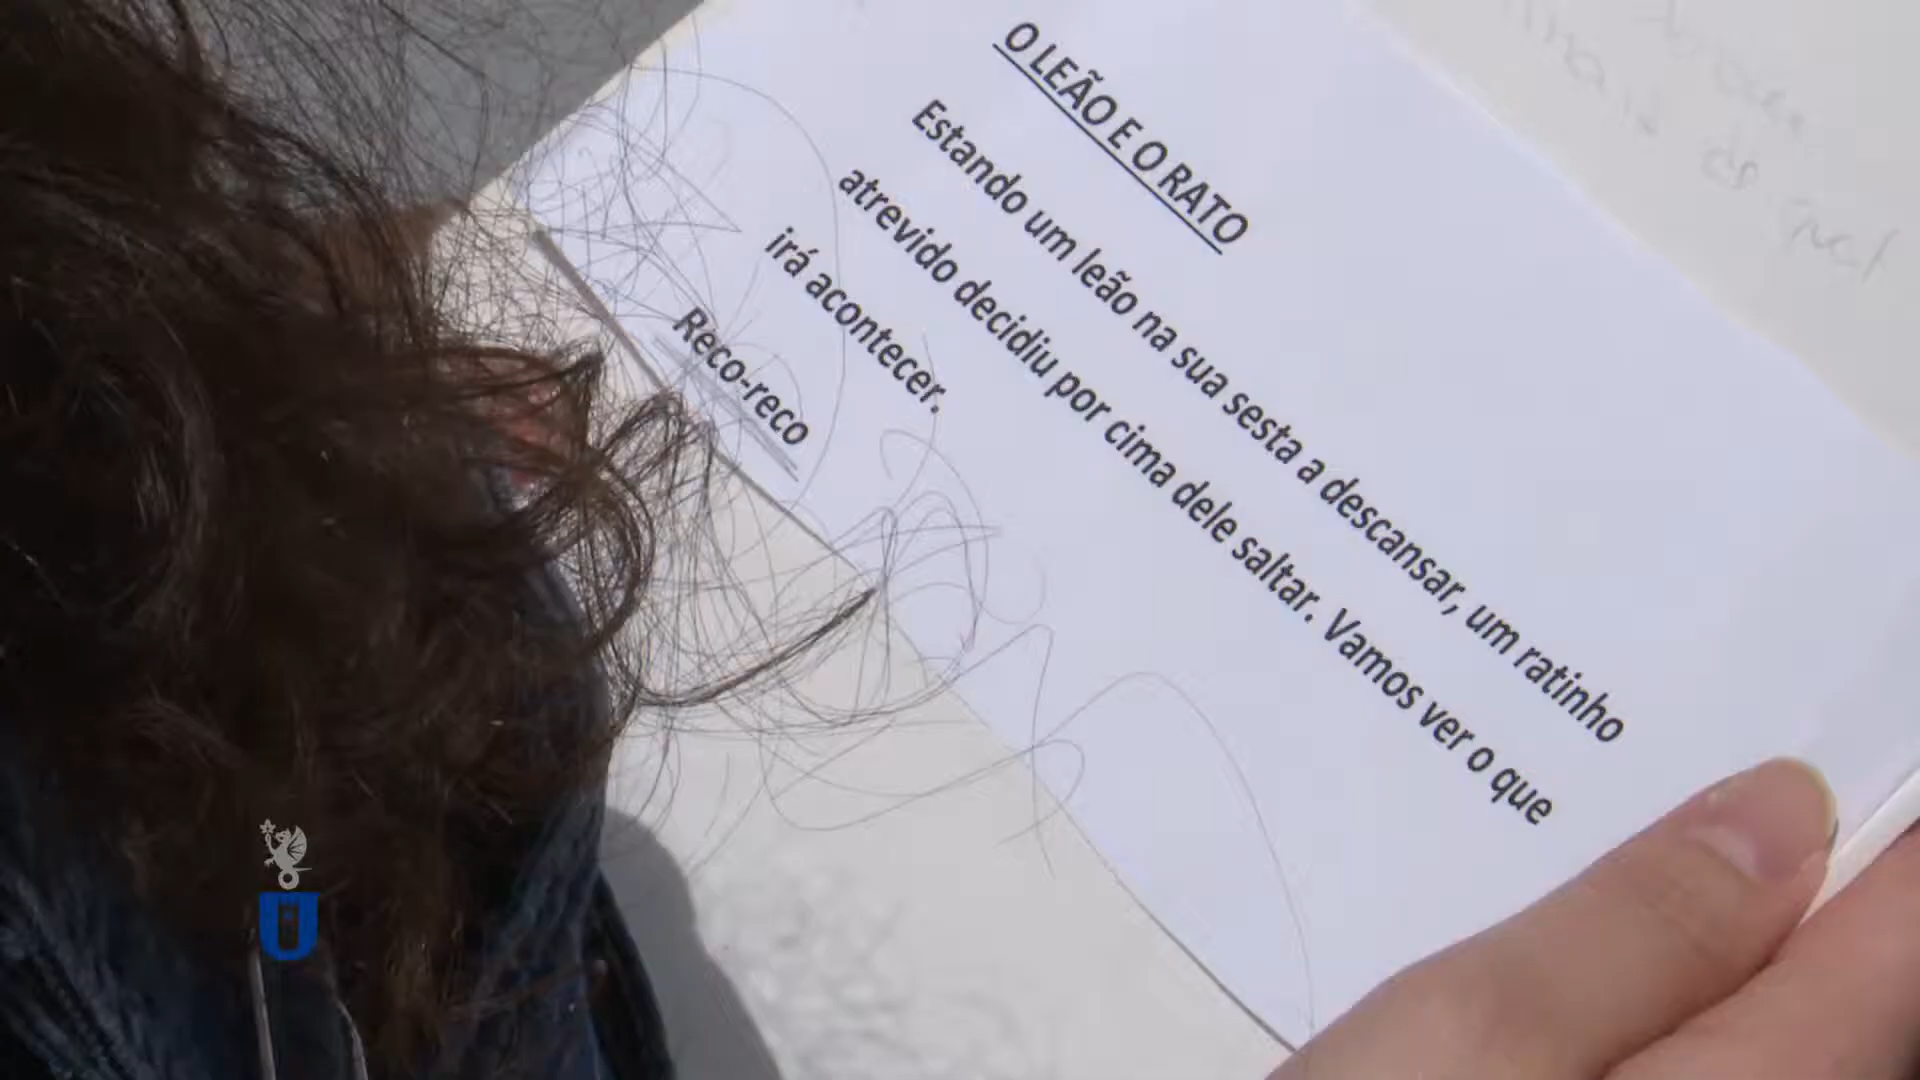 O LEÃO E O RATO
Estando um leão na sua sesta a descansar, um ratinho
atrevido decidiu por cima dele saltar. Vamos ver o que
irá acontecer.
Reco-reco